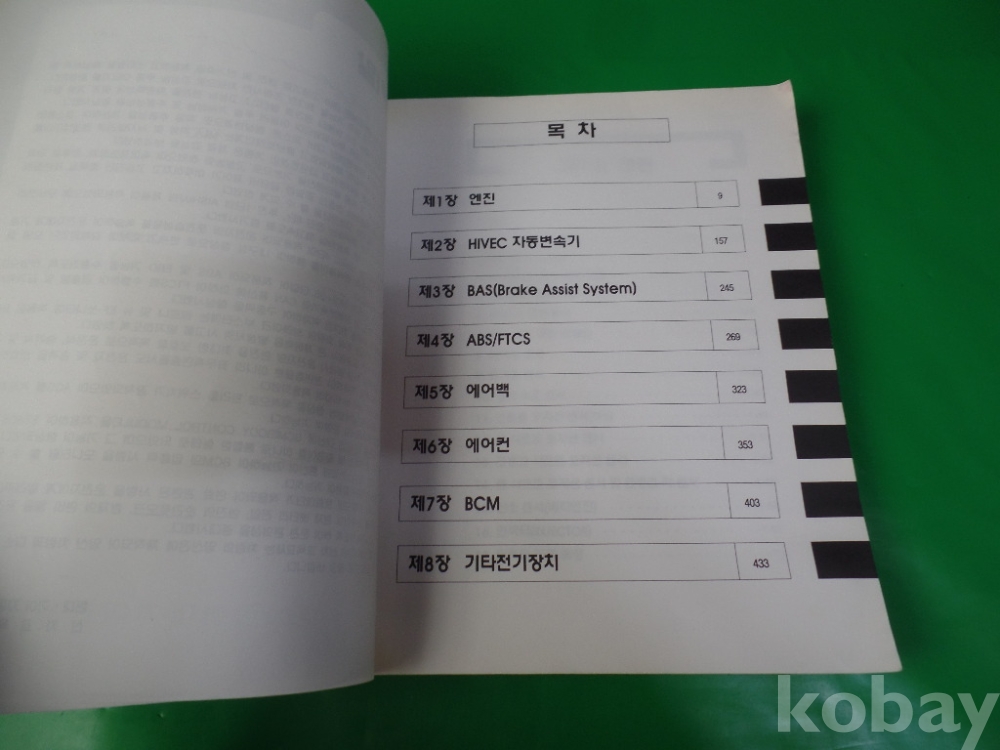 목 차
제1장 엔진 9
제2장 HIVEC 자동변속기 157
제3장 BAS(Brake Assist System) 245
제4장 ABS/FTCS 269
제5장 에어백 323
제6장 에어컨 353
제7장 BCM 403
제8장 기타전기장치 433
kobay